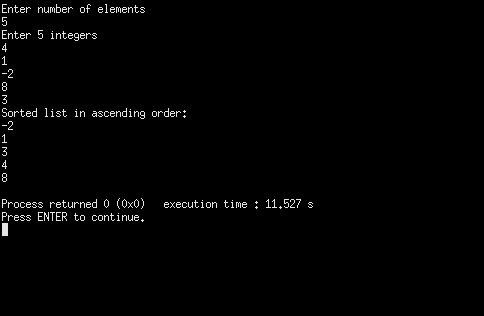 Enter number of elements
5
Enter 5 integers
4
1
-2
8
3
Sorted list in ascending order:
-2
1
3
4
8
Process returned 0 (0x0)   execution time : 11.527 s
Press ENTER to continue.